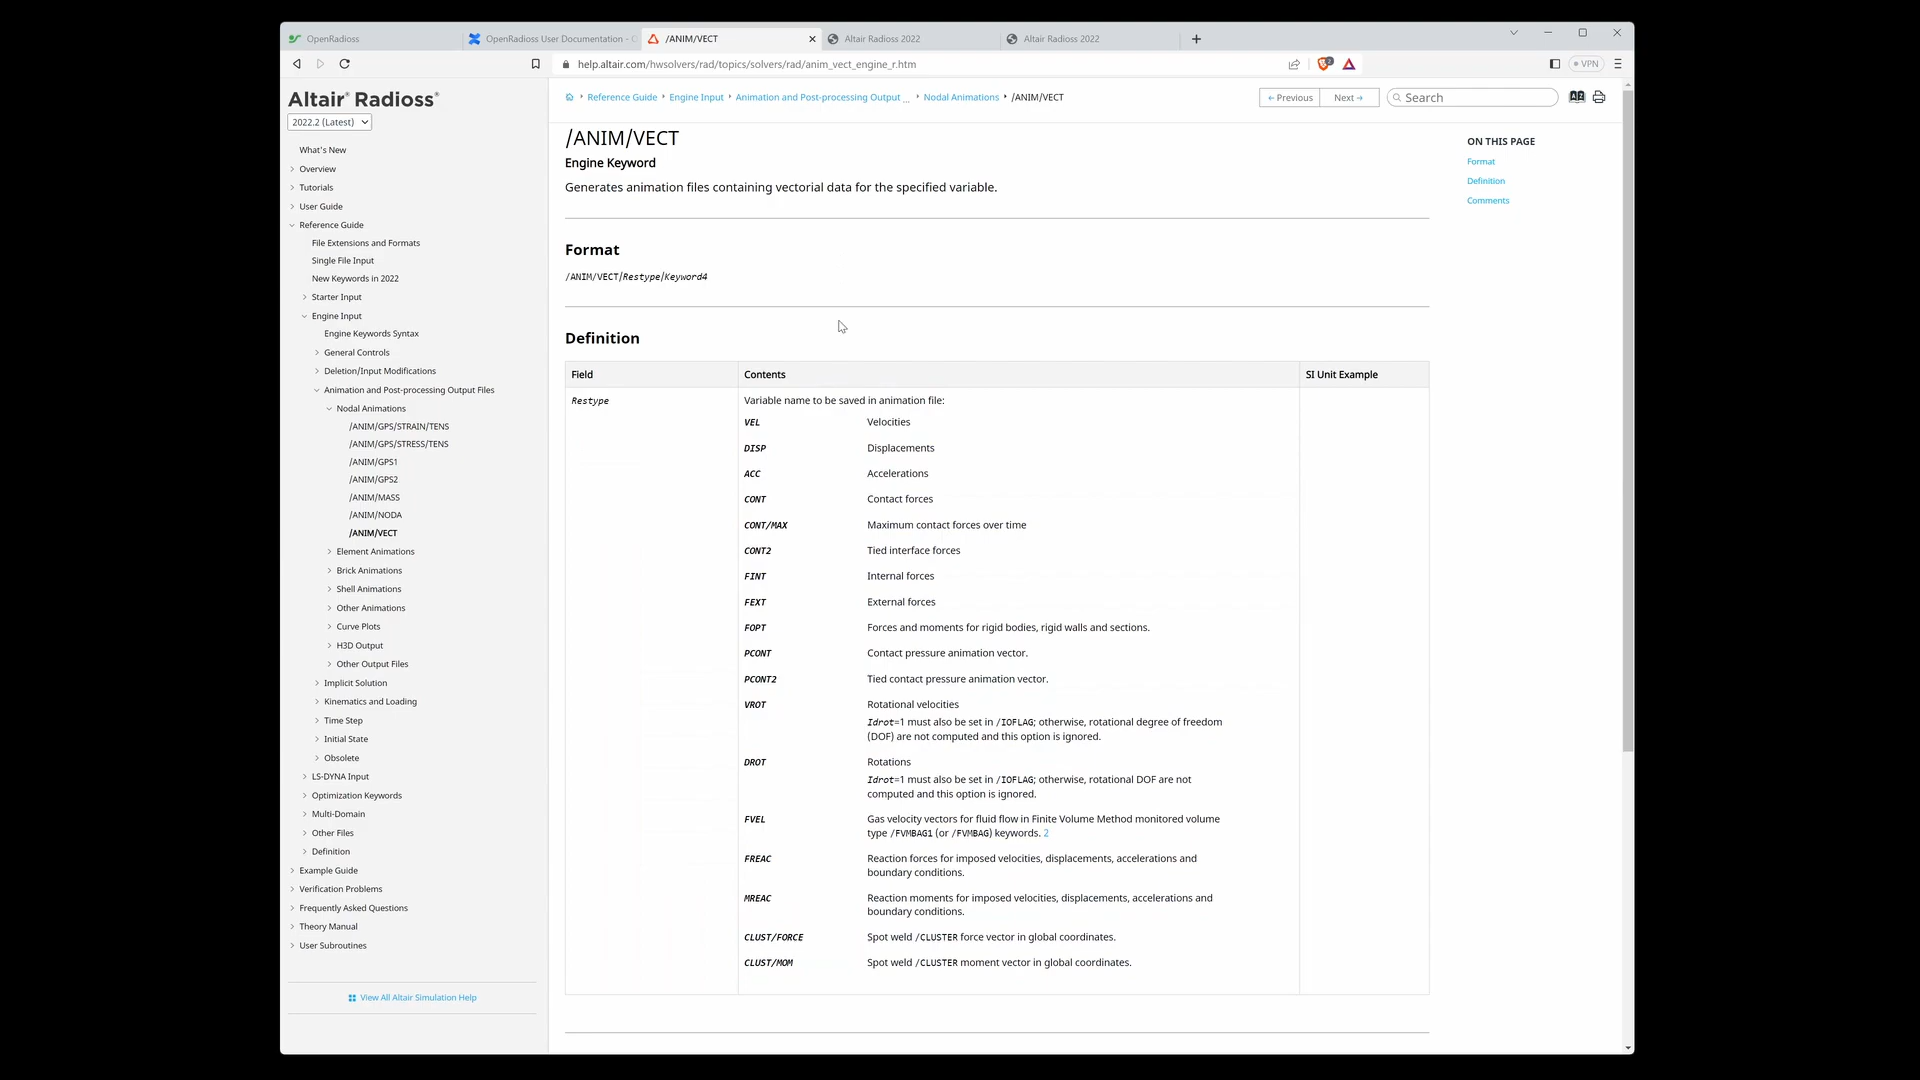 OpenRadioss
OpenRadioss User Documentation -
/ANIM/VECT
Altair Radioss 2022
Altair Radioss 2022
help.altair.com/hwsolvers/rad/topics/solvers/rad/anim_vect_engine_r.htm
VPN
Altair® Radioss®
2022.2 (Latest)
What's New
Overview
Tutorials
User Guide
Reference Guide
File Extensions and Formats
Single File Input
New Keywords in 2022
Starter Input
Engine Input
Engine Keywords Syntax
General Controls
Deletion/Input Modifications
Animation and Post-processing Output Files
Nodal Animations
/ANIM/GPS/STRAIN/TENS
/ANIM/GPS/STRESS/TENS
/ANIM/GPS1
/ANIM/GPS2
/ANIM/MASS
/ANIM/NODA
/ANIM/VECT
Element Animations
Brick Animations
Shell Animations
Other Animations
Curve Plots
H3D Output
Other Output Files
Implicit Solution
Kinematics and Loading
Time Step
Initial State
Obsolete
LS-DYNA Input
Optimization Keywords
Multi-Domain
Other Files
Definition
Example Guide
Verification Problems
Frequently Asked Questions
Theory Manual
User Subroutines
View All Altair Simulation Help
Reference Guide Engine Input Animation and Post-processing Output ... Nodal Animations /ANIM/VECT
← Previous Next →
Search
/ANIM/VECT
Engine Keyword
Generates animation files containing vectorial data for the specified variable.
Format
/ANIM/VECT/Restype/Keyword4
Definition
Field Contents SI Unit Example
Restype Variable name to be saved in animation file:
VEL Velocities
DISP Displacements
ACC Accelerations
CONT Contact forces
CONT/MAX Maximum contact forces over time
CONT2 Tied interface forces
FINT Internal forces
FEXT External forces
FOPT Forces and moments for rigid bodies, rigid walls and sections.
PCONT Contact pressure animation vector.
PCONT2 Tied contact pressure animation vector.
VROT Rotational velocities
Idrot=1 must also be set in /IOFLAG; otherwise, rotational degree of freedom
(DOF) are not computed and this option is ignored.
DROT Rotations
Idrot=1 must also be set in /IOFLAG; otherwise, rotational DOF are not
computed and this option is ignored.
FVEL Gas velocity vectors for fluid flow in Finite Volume Method monitored volume
type /FVMBAG1 (or /FVMBAG) keywords. 2
FREAC Reaction forces for imposed velocities, displacements, accelerations and
boundary conditions.
MREAC Reaction moments for imposed velocities, displacements, accelerations and
boundary conditions.
CLUST/FORCE Spot weld /CLUSTER force vector in global coordinates.
CLUST/MOM Spot weld /CLUSTER moment vector in global coordinates.
ON THIS PAGE
Format
Definition
Comments